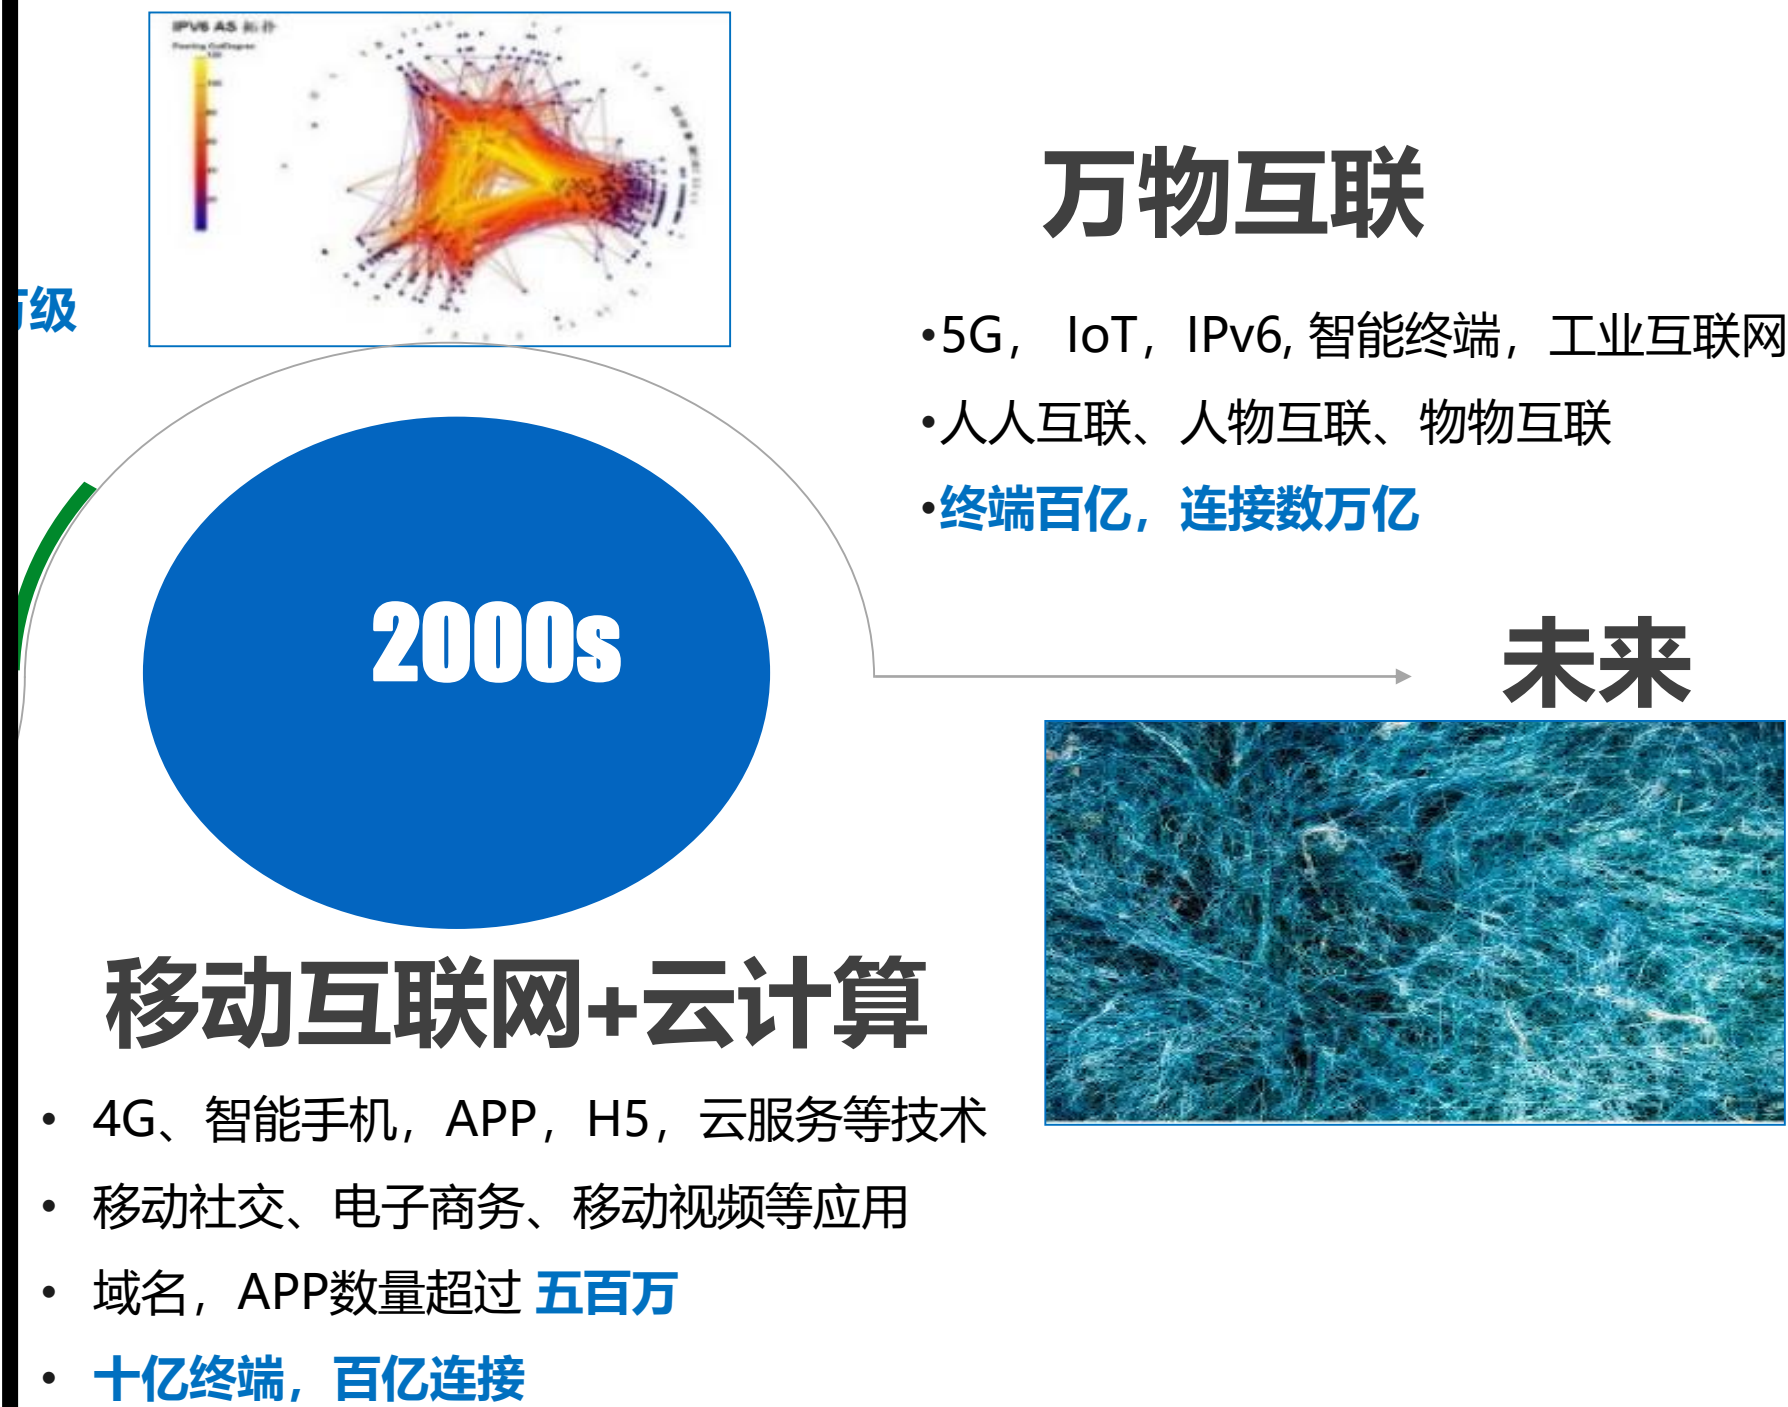 IPV6 AS 拓扑
级
万物互联
•5G， IoT，IPv6, 智能终端，工业互联网
•人人互联、人物互联、物物互联
•终端百亿，连接数万亿
2000s
未来
移动互联网+云计算
• 4G、智能手机，APP，H5，云服务等技术
• 移动社交、电子商务、移动视频等应用
• 域名，APP数量超过 五百万
• 十亿终端，百亿连接